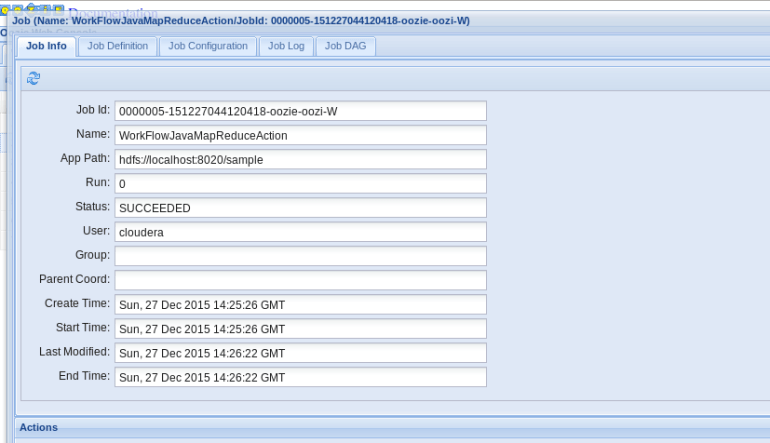 Documentation
Job (Name: WorkFlowJavaMapReduceAction/JobId: 0000005-151227044120418-oozie-oozi-W)
Job Info Job Definition Job Configuration Job Log Job DAG
Job Id: 0000005-151227044120418-oozie-oozi-W
Name: WorkFlowJavaMapReduceAction
App Path: hdfs://localhost:8020/sample
Run: 0
Status: SUCCEEDED
User: cloudera
Group:
Parent Coord:
Create Time: Sun, 27 Dec 2015 14:25:26 GMT
Start Time: Sun, 27 Dec 2015 14:25:26 GMT
Last Modified: Sun, 27 Dec 2015 14:26:22 GMT
End Time: Sun, 27 Dec 2015 14:26:22 GMT
Actions